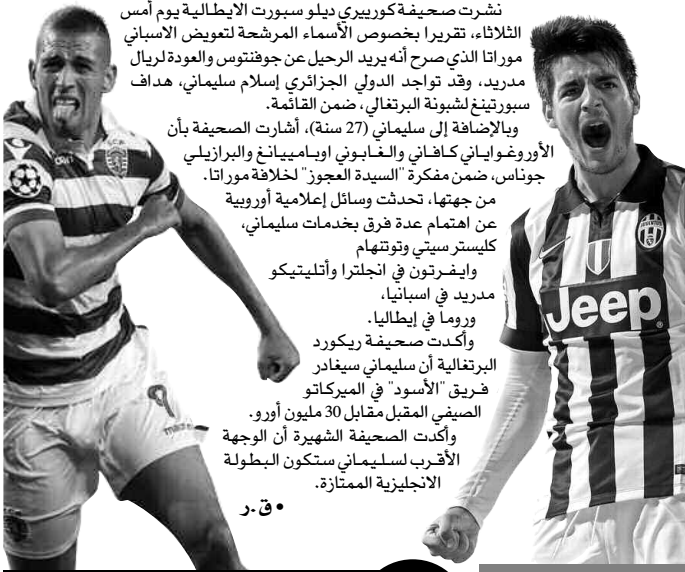 نشرت صحيفة كورييري ديلو سبورت الايطالية يوم أمس
الثلاثاء، تقريرا بخصوص الأسماء المرشحة لتعويض الاسباني
موراتا الذي صرح أنه يريد الرحيل عن جوفنتوس والعودة لريال
مدريد، وقد تواجد الدولي الجزائري إسلام سليماني، هداف
سبورتينغ لشبونة البرتغالي، ضمن القائمة.
وبالإضافة إلى سليماني (27 سنة)، أشارت الصحيفة بأن
الأوروغواياني كافاني والغابوني اوباميیانغ والبرازيلي
جوناس، ضمن مفكرة "السيدة العجوز" لخلافة موراتا.
من جهتها، تحدثت وسائل إعلامية أوروبية
عن اهتمام عدة فرق بخدمات سليماني،
كليستر سيتي وتوتنهام
وايفرتون في انجلترا وأتليتيكو
مدريد في اسبانيا،
وروما في إيطاليا.
وأكدت صحيفة ريكورد
البرتغالية أن سليماني سيغادر
فريق "الأسود" في الميركاتو
الصيفي المقبل مقابل 30 مليون أورو.
وأكدت الصحيفة الشهيرة أن الوجهة
الأقرب لسليماني ستكون البطولة
الانجليزية الممتازة.
• ق.ر
Jeep
JUVENTUS
9